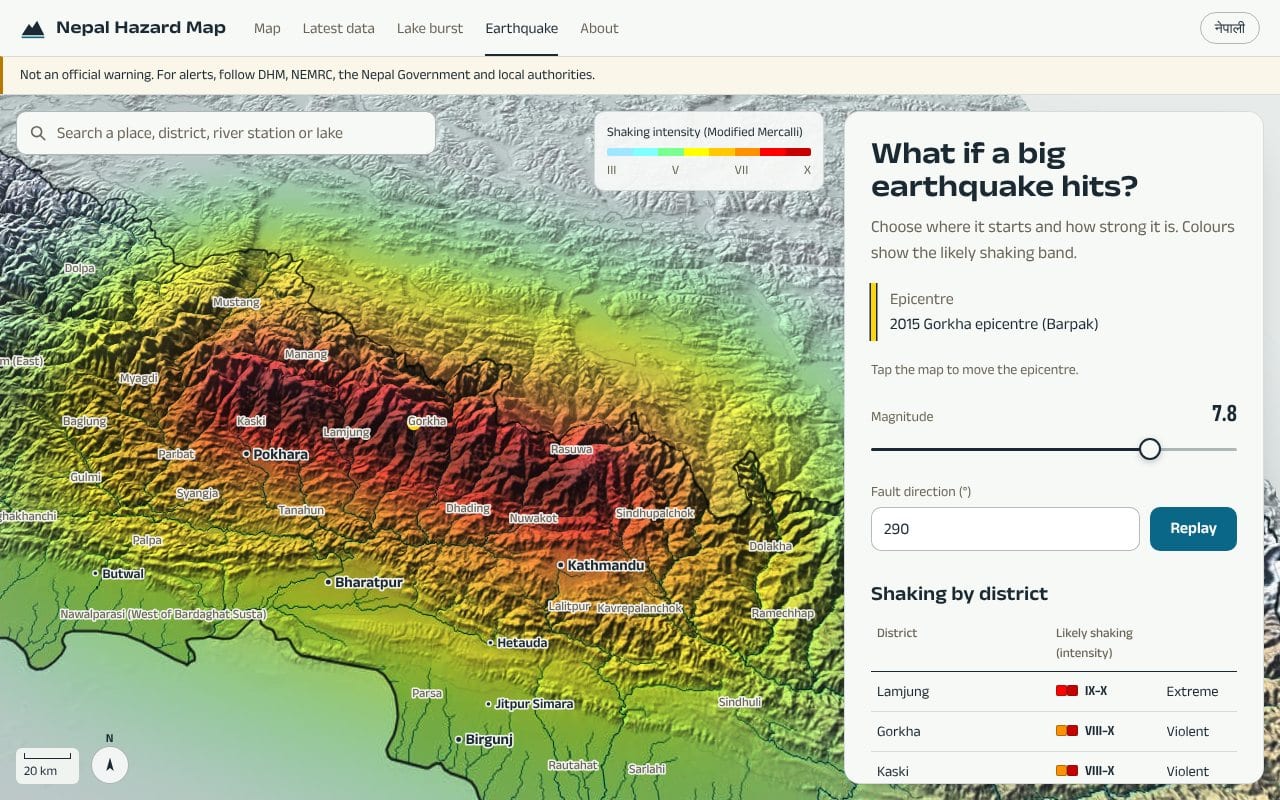 Nepal Hazard Map
Map
Latest data
Lake burst
Earthquake
About
नेपाली
Not an official warning. For alerts, follow DHM, NEMRC, the Nepal Government and local authorities.
Search a place, district, river station or lake
Shaking intensity (Modified Mercalli)
III V VII X
What if a big
earthquake hits?
Choose where it starts and how strong it is. Colours
show the likely shaking band.
Epicentre
2015 Gorkha epicentre (Barpak)
Tap the map to move the epicentre.
Magnitude 7.8
Fault direction (°)
290
Replay
Shaking by district
District
Likely shaking
(intensity)
Lamjung IX-X Extreme
Gorkha VIII-X Violent
Kaski VIII-X Violent
Dolpa
Mustang
Manang
m (East)
Myagdi
Baglung
Kaski
Lamjung
Gorkha
Parbat
Pokhara
Rasuwa
Gulmi
Syangja
Tanahun
Dhading
Nuwakot
Sindhupalchok
ghakhanchi
Palpa
Dolakha
Butwal
Bharatpur
Kathmandu
Nawalparasi (West of Bardaghat Susta)
Lalitpur
Kavrepalanchok
Ramechhap
Hetauda
Parsa
Jitpur Simara
Sindhuli
Birgunj
Rautahat
Sarlahi
20 km
N